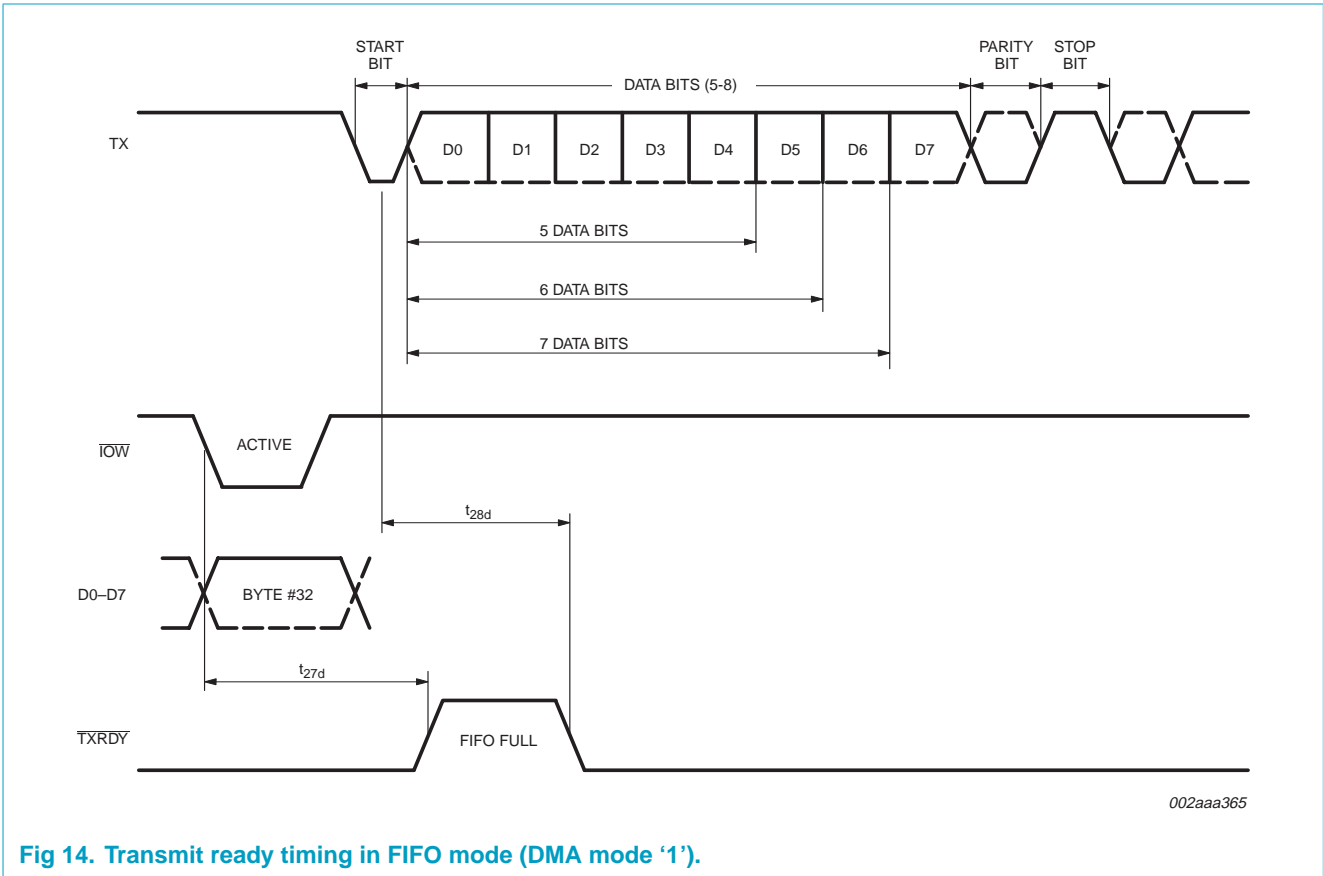 START BIT
DATA BITS (5-8)
PARITY BIT
STOP BIT
TX
D0
D1
D2
D3
D4
D5
D6
D7
5 DATA BITS
6 DATA BITS
7 DATA BITS
IOW
ACTIVE
t28d
D0–D7
BYTE #32
t27d
TXRDY
FIFO FULL
002aaa365
Fig 14. Transmit ready timing in FIFO mode (DMA mode ‘1’).